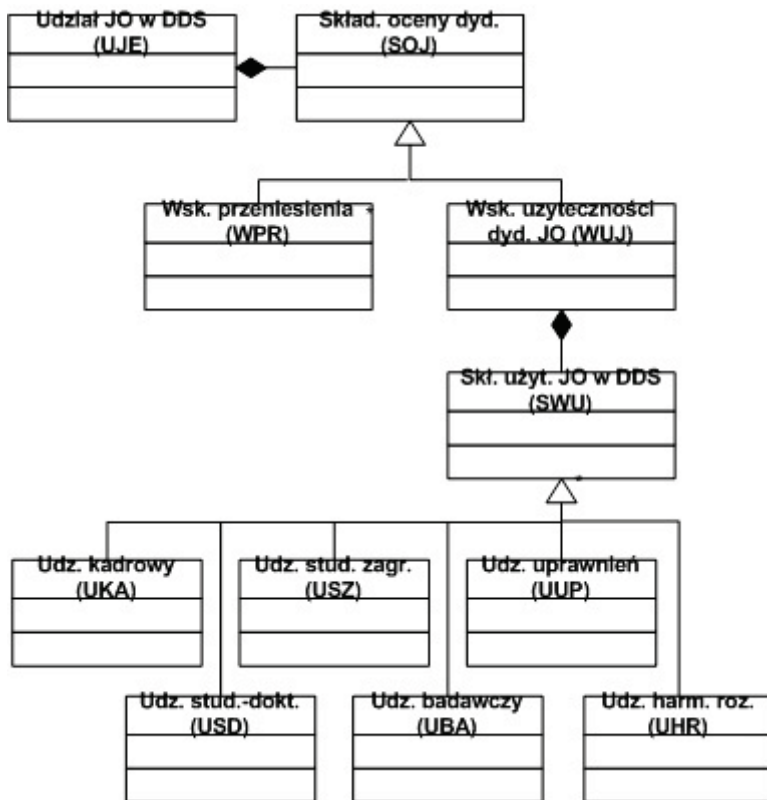 Udział JO w DDS
(UJE)
Skład. oceny dyd.
(SOJ)
Wsk. przeniesienia
(WPR)
Wsk. użyteczności
dyd. JO (WUJ)
Skł. użyt. JO w DDS
(SWU)
Udz. kadrowy
(UKA)
Udz. stud. zagr.
(USZ)
Udz. uprawnień
(UUP)
Udz. stud.-dokt.
(USD)
Udz. badawczy
(UBA)
Udz. harm. roz.
(UHR)